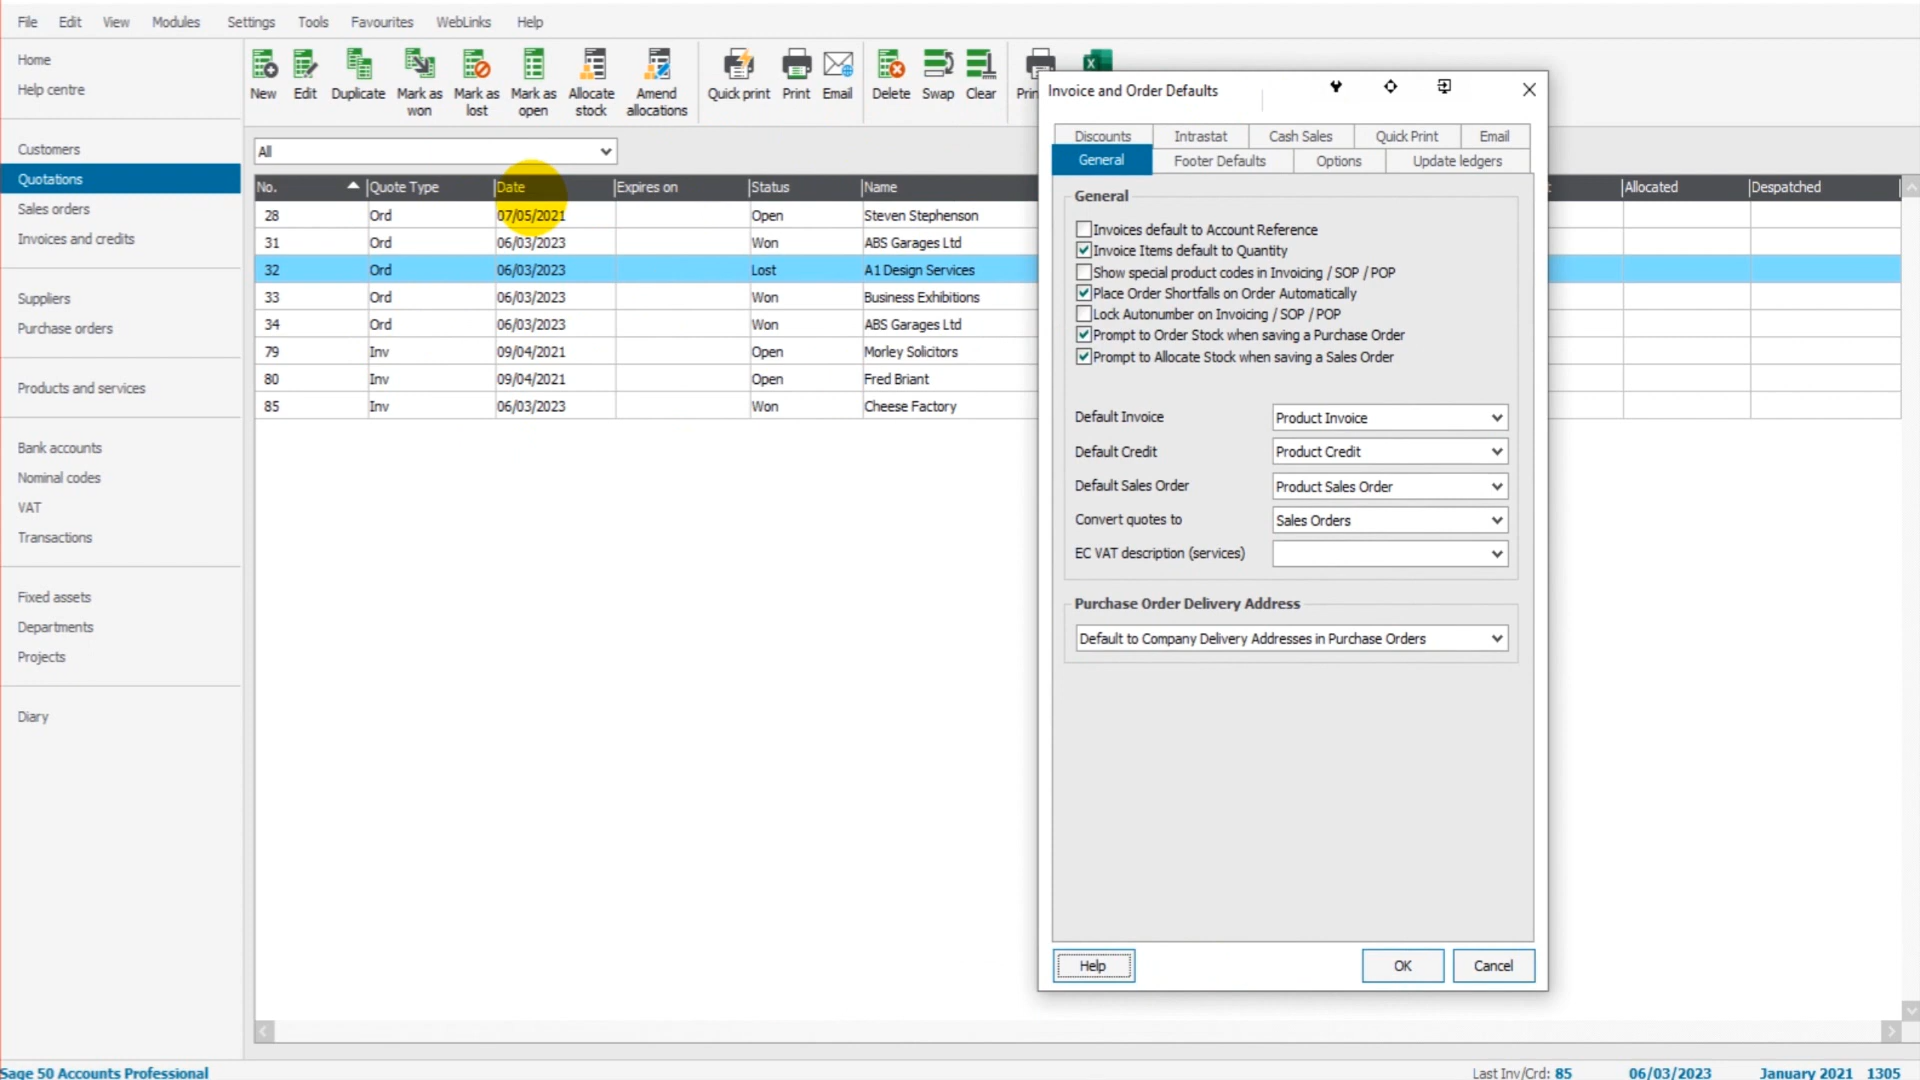 File Edit View Modules Settings Tools Favourites WebLinks Help
Home
Help centre
Customers
Quotations
Sales orders
Invoices and credits
Suppliers
Purchase orders
Products and services
Bank accounts
Nominal codes
VAT
Transactions
Fixed assets
Departments
Projects
Diary
New Edit Duplicate Mark as won Mark as lost Mark as open Allocate stock Amend allocations Quick print Print Email Delete Swap Clear
All
No. Quote Type Date Expires on Status Name Allocated Despatched
28 Ord 07/05/2021 Open Steven Stephenson
31 Ord 06/03/2023 Won ABS Garages Ltd
32 Ord 06/03/2023 Lost A1 Design Services
33 Ord 06/03/2023 Won Business Exhibitions
34 Ord 06/03/2023 Won ABS Garages Ltd
79 Inv 09/04/2021 Open Morley Solicitors
80 Inv 09/04/2021 Open Fred Briant
85 Inv 06/03/2023 Won Cheese Factory
Invoice and Order Defaults
Discounts Intrastat Cash Sales Quick Print Email
General Footer Defaults Options Update ledgers
General
Invoices default to Account Reference
Invoice Items default to Quantity
Show special product codes in Invoicing / SOP / POP
Place Order Shortfalls on Order Automatically
Lock Autonumber on Invoicing / SOP / POP
Prompt to Order Stock when saving a Purchase Order
Prompt to Allocate Stock when saving a Sales Order
Default Invoice Product Invoice
Default Credit Product Credit
Default Sales Order Product Sales Order
Convert quotes to Sales Orders
EC VAT description (services)
Purchase Order Delivery Address
Default to Company Delivery Addresses in Purchase Orders
Help OK Cancel
Sage 50 Accounts Professional Last Inv/Crd: 85 06/03/2023 January 2021 1305